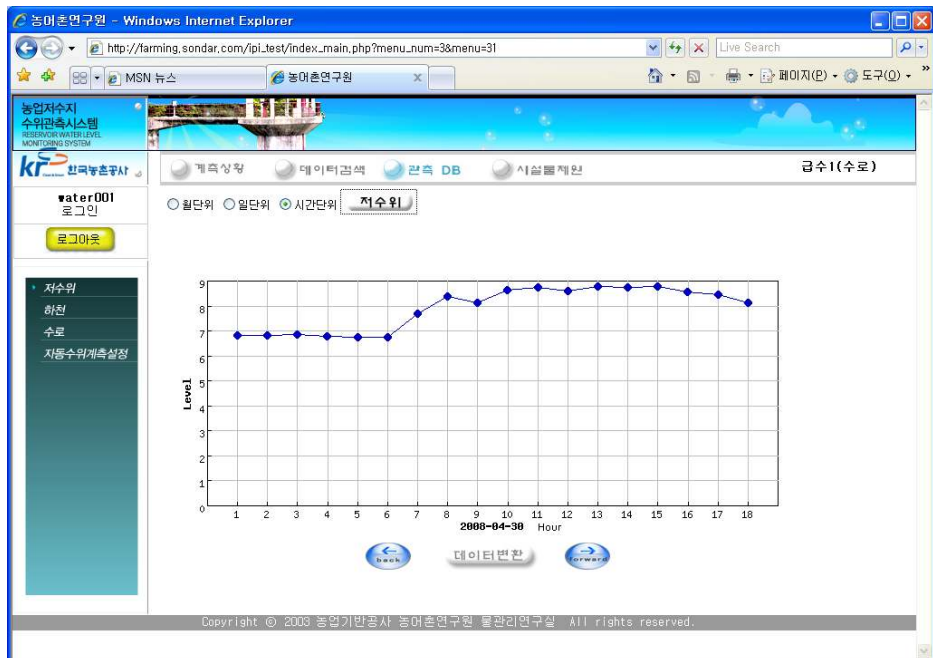 농어촌연구원 - Windows Internet Explorer
http://farming.sondar.com/ipi_test/index_main.php?menu_num=3&menu=31
Live Search
MSN 뉴스
농어촌연구원
페이지(P)
도구(O)
농업저수지
수위관측시스템
RESERVOIR WATER LEVEL
MONITORING SYSTEM
한국농촌공사
계측상황
데이터검색
관측 DB
시설물제원
급수1(수로)
water001
로그인
로그아웃
월단위
일단위
시간단위
저수위
저수위
하천
수로
자동수위계측설정
Level
9
8
7
6
5
4
3
2
1
0
1 2 3 4 5 6 7 8 9 10 11 12 13 14 15 16 17 18
2008-04-30 Hour
back
데이터변환
forward
Copyright © 2003 농업기반공사 농어촌연구원 물관리연구실 All rights reserved.